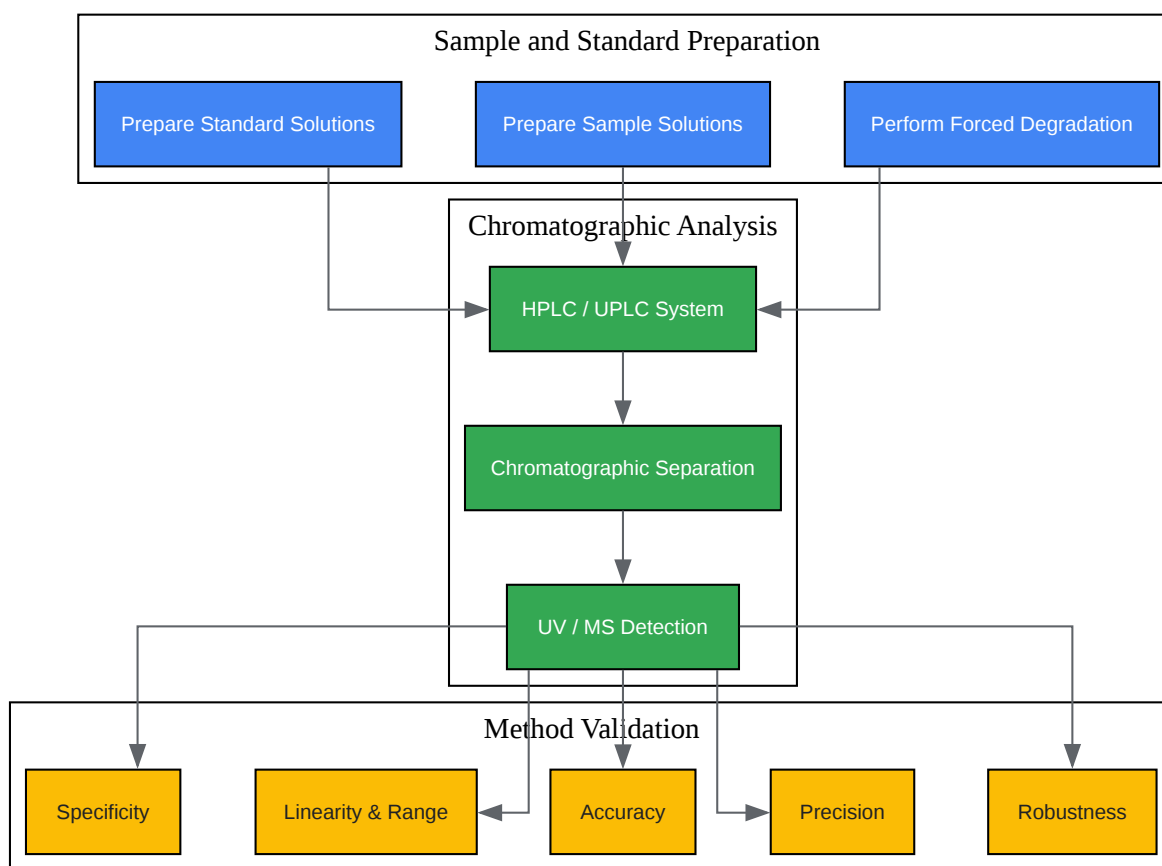 Sample and Standard Preparation
Prepare Standard Solutions
Prepare Sample Solutions
Perform Forced Degradation
Chromatographic Analysis
HPLC / UPLC System
Chromatographic Separation
UV / MS Detection
Method Validation
Specificity
Linearity & Range
Accuracy
Precision
Robustness